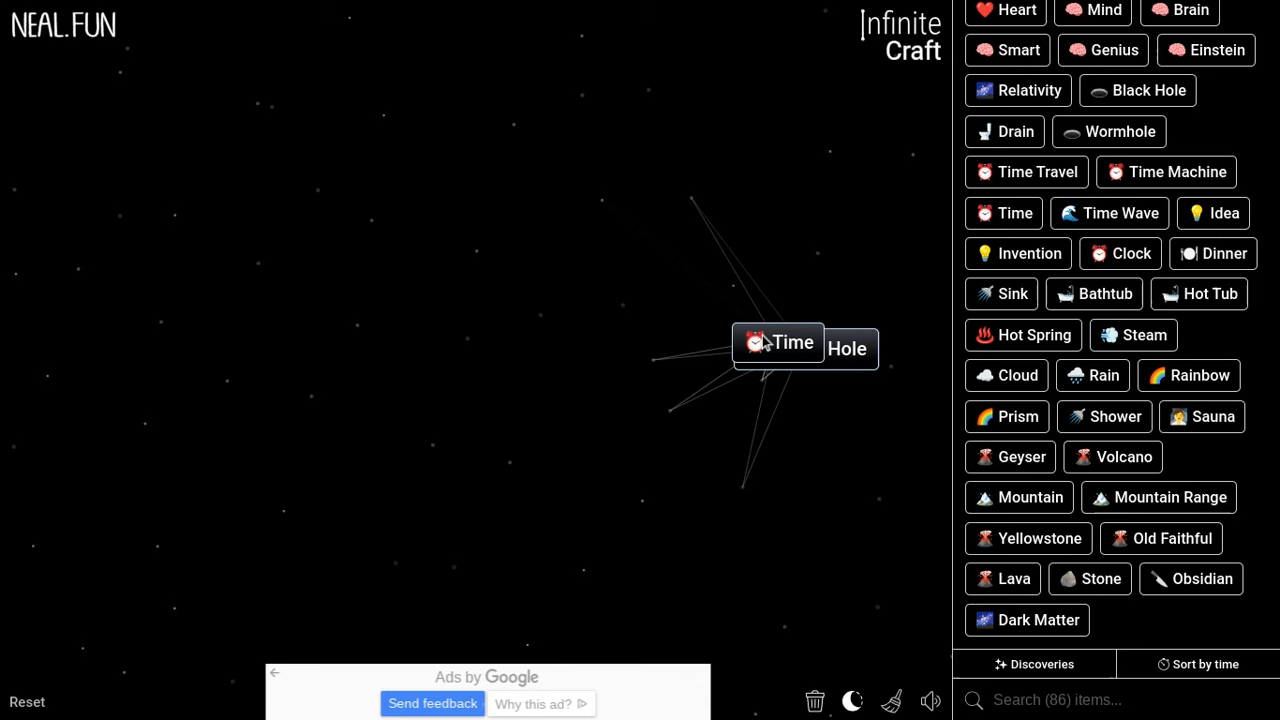 NEAL.FUN
Infinite
Craft
❤️ Heart 🧠 Mind 🧠 Brain
🧠 Smart 🧠 Genius 🧠 Einstein
🌌 Relativity 🕳️ Black Hole
🚽 Drain 🕳️ Wormhole
⏰ Time Travel ⏰ Time Machine
⏰ Time 🌊 Time Wave 💡 Idea
💡 Invention ⏰ Clock 🍽️ Dinner
🚿 Sink 🛁 Bathtub 🛁 Hot Tub
♨️ Hot Spring 💨 Steam
☁️ Cloud 🌧️ Rain 🌈 Rainbow
🌈 Prism 🚿 Shower 🧖 Sauna
🌋 Geyser 🌋 Volcano
🏔️ Mountain 🏔️ Mountain Range
🌋 Yellowstone 🌋 Old Faithful
🌋 Lava 🪨 Stone 🔪 Obsidian
🌌 Dark Matter
⏰ Time Hole
✨ Discoveries ⏱ Sort by time
Search (86) items...
Ads by Google
Send feedback Why this ad?
Reset